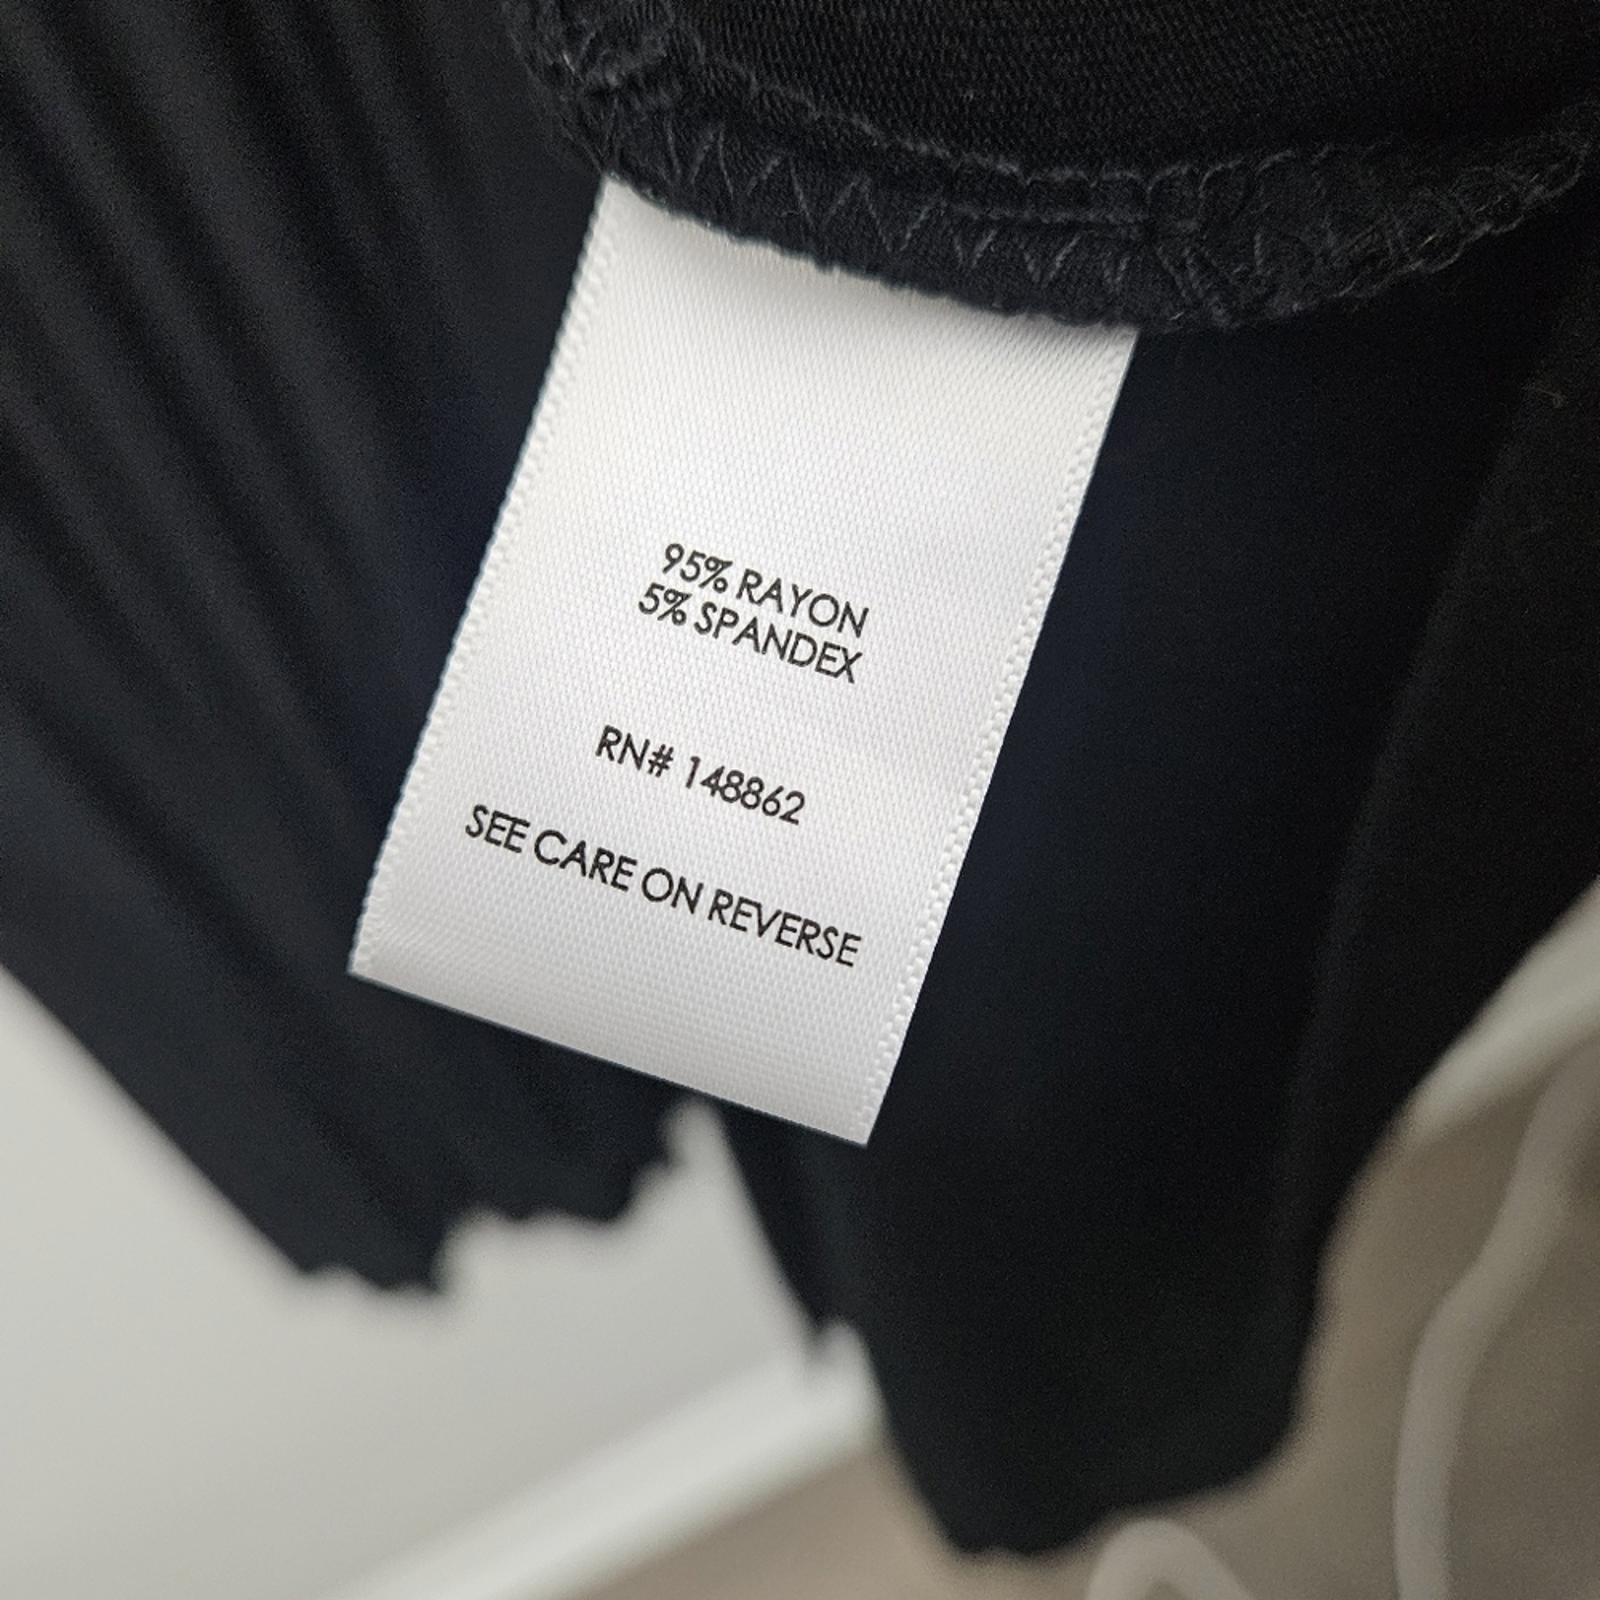 95% RAYON
5% SPANDEX
RN# 148862
SEE CARE ON REVERSE